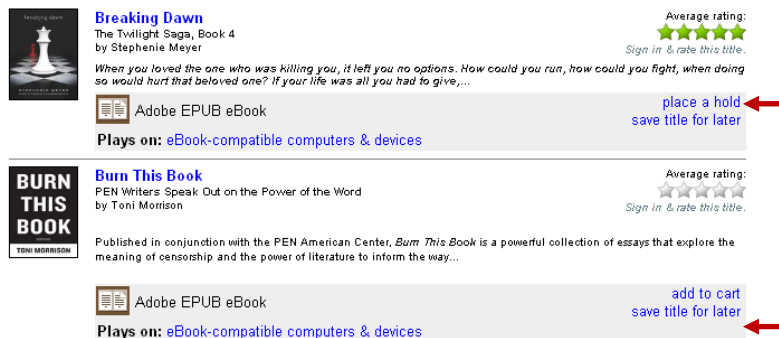 breaking dawn
STEPHENIE MEYER
Breaking Dawn
The Twilight Saga, Book 4
by Stephenie Meyer
Average rating:
Sign in & rate this title.
When you loved the one who was killing you, it left you no options. How could you run, how could you fight, when doing
so would hurt that beloved one? If your life was all you had to give,...
Adobe EPUB eBook
place a hold
save title for later
Plays on: eBook-compatible computers & devices
BURN
THIS
BOOK
TONI MORRISON
Burn This Book
PEN Writers Speak Out on the Power of the Word
by Toni Morrison
Average rating:
Sign in & rate this title.
Published in conjunction with the PEN American Center, Burn This Book is a powerful collection of essays that explore the
meaning of censorship and the power of literature to inform the way...
Adobe EPUB eBook
add to cart
save title for later
Plays on: eBook-compatible computers & devices